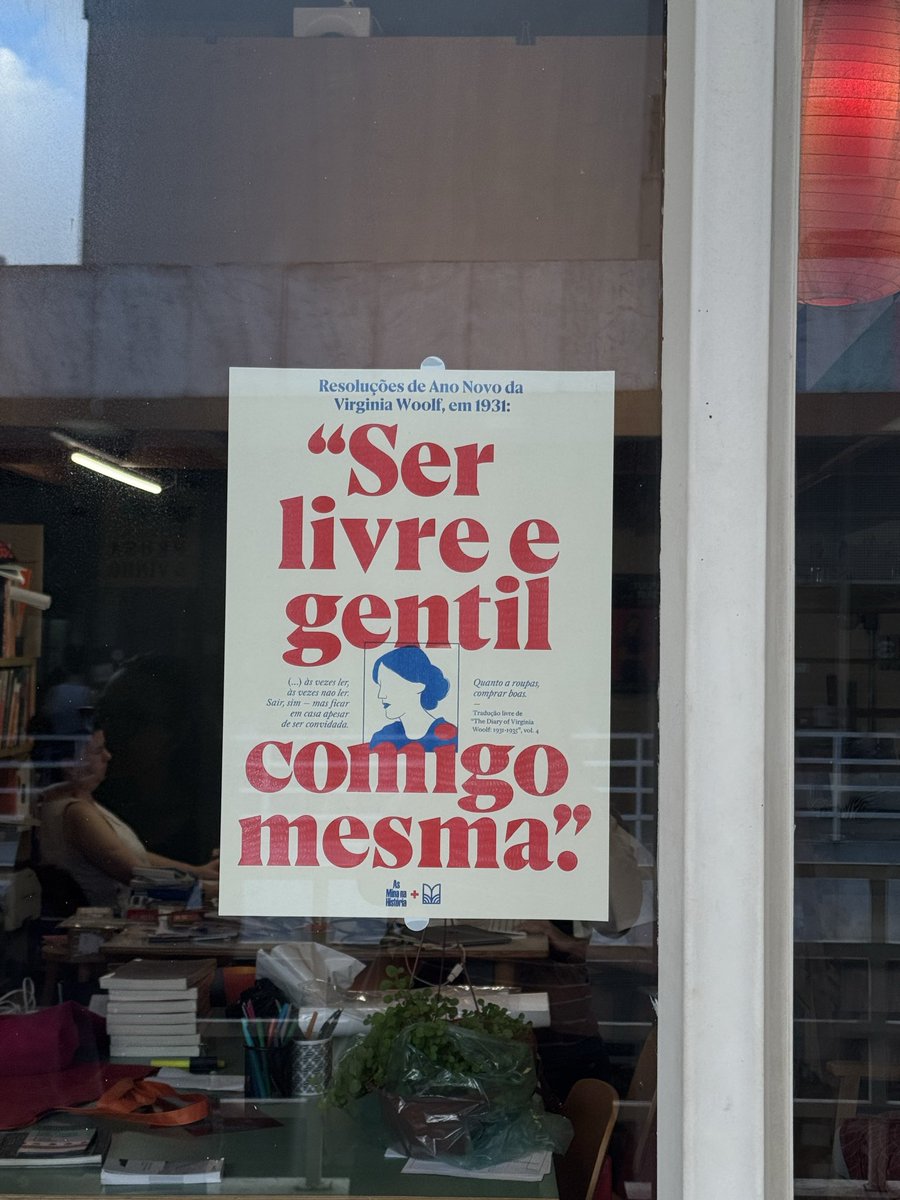 Resoluções de Ano Novo da
Virginia Woolf, em 1931:
“Ser
livre e
gentil
(...) às vezes ler,
às vezes nao ler.
Sair, sim – mas ficar
em casa apesar
de ser convidada.
Quanto a roupas,
comprar boas.
Tradução livre de
“The Diary of Virginia
Woolf: 1931-1935”, vol. 4
comigo
mesma”.
As
Mina na
História
+